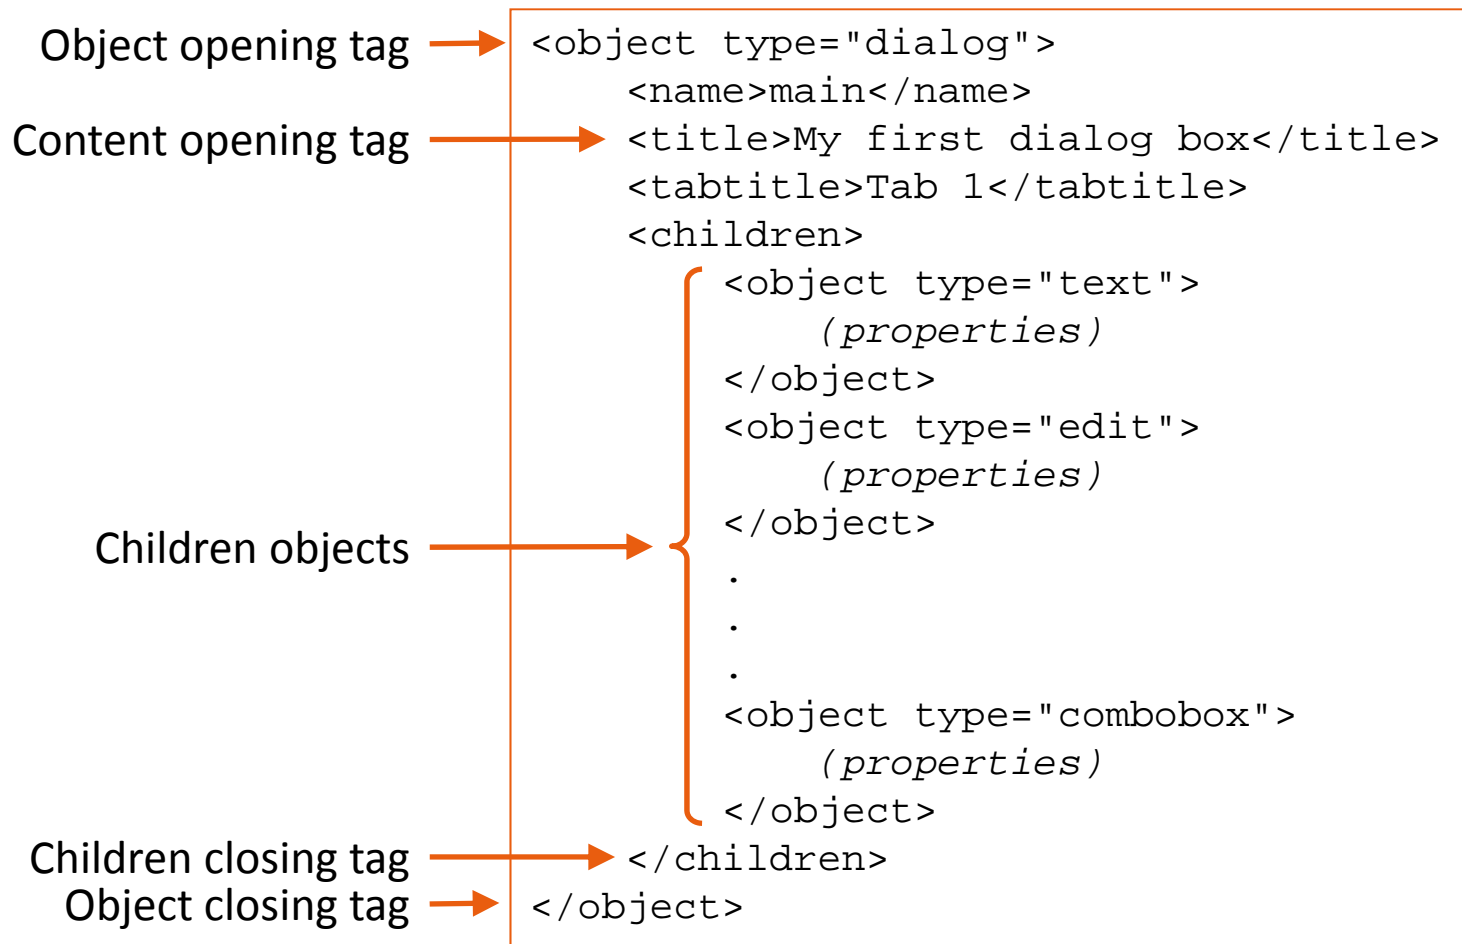 Object opening tag
<object type="dialog">
<name>main</name>
Content opening tag
<title>My first dialog box</title>
<tabtitle>Tab 1</tabtitle>
<children>
<object type="text">
(properties)
</object>
<object type="edit">
(properties)
</object>
Children objects
.
.
.
<object type="combobox">
(properties)
</object>
Children closing tag
</children>
Object closing tag
</object>